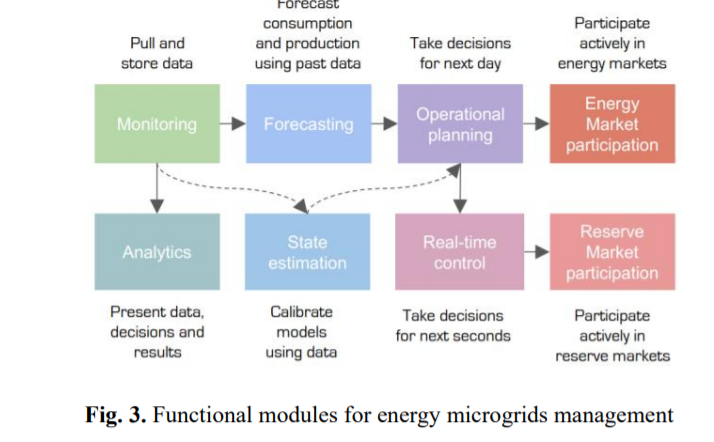 Forecast
consumption
and production
using past data
Pull and
store data
Take decisions
for next day
Participate
actively in
energy markets
Monitoring
Forecasting
Operational
planning
Energy
Market
participation
Analytics
State
estimation
Real-time
control
Reserve
Market
participation
Present data,
decisions and
results
Calibrate
models
using data
Take decisions
for next seconds
Participate
actively in
reserve markets
Fig. 3. Functional modules for energy microgrids management